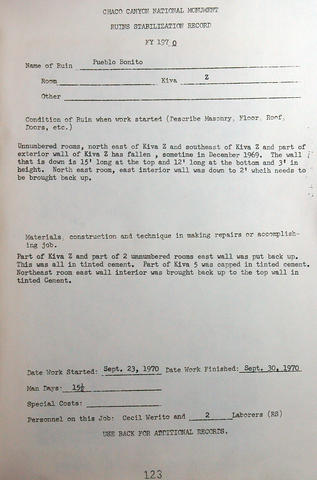 CHACO CANYON NATIONAL MONUMENT
RUINS STABILIZATION RECORD
FY 1970
Name of Ruin Pueblo Bonito
Room Kiva Z
Other
Condition of Ruin when work started (Describe Masonry, Floor, Roof,
Doors, etc.)
Unnumbered rooms, north east of Kiva Z and southeast of Kiva Z and part of
exterior wall of Kiva Z has fallen , sometime in December 1969. The wall
that is down is 15' long at the top and 12' long at the bottom and 3' in
height. North east room, east interior wall was down to 2' whcih needs to
be brought back up.
Materials, construction and technique in making repairs or accomplish-
ing job.
Part of Kiva Z and part of 2 unnumbered rooms east wall was put back up.
This was all in tinted cement. Part of Kiva 5 was capped in tinted cement.
Northeast room east wall interior was brought back up to the top wall in
tinted Cement.
Date Work Started: Sept. 23, 1970 Date Work Finished: Sept. 30, 1970
Man Days: 15½
Special Costs:
Personnel on this Job: Cecil Werito and 2 Laborers (RS)
USE BACK FOR ADDITIONAL RECORDS.
123